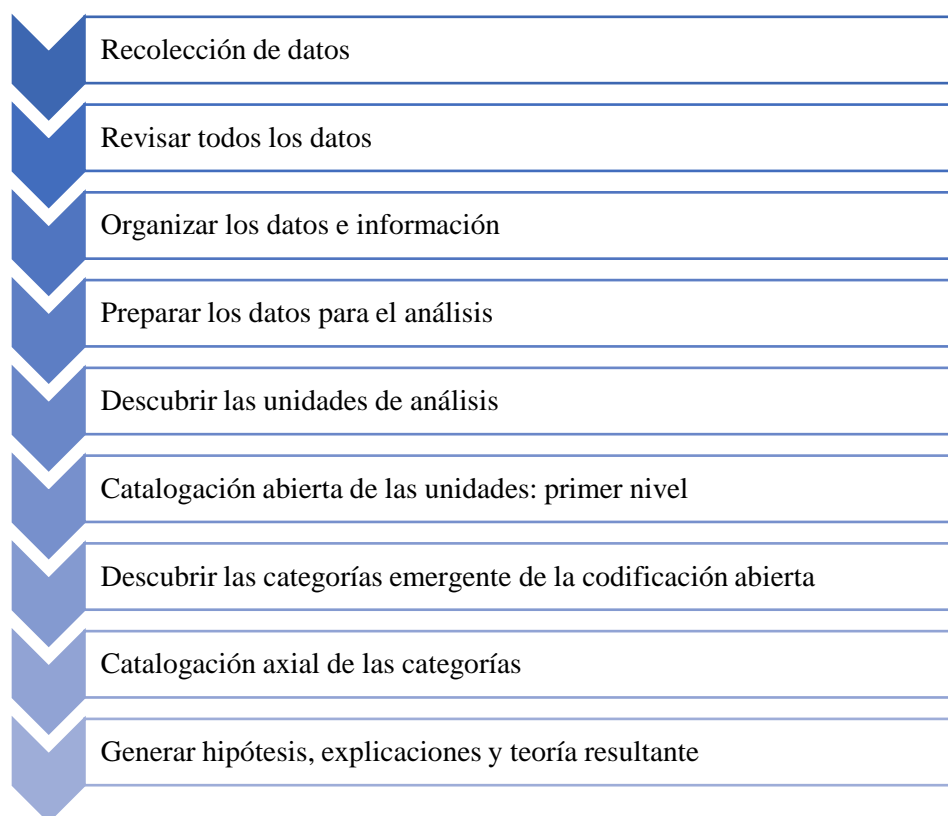 Recolección de datos
Revisar todos los datos
Organizar los datos e información
Preparar los datos para el análisis
Descubrir las unidades de análisis
Catalogación abierta de las unidades: primer nivel
Descubrir las categorías emergente de la codificación abierta
Catalogación axial de las categorías
Generar hipótesis, explicaciones y teoría resultante